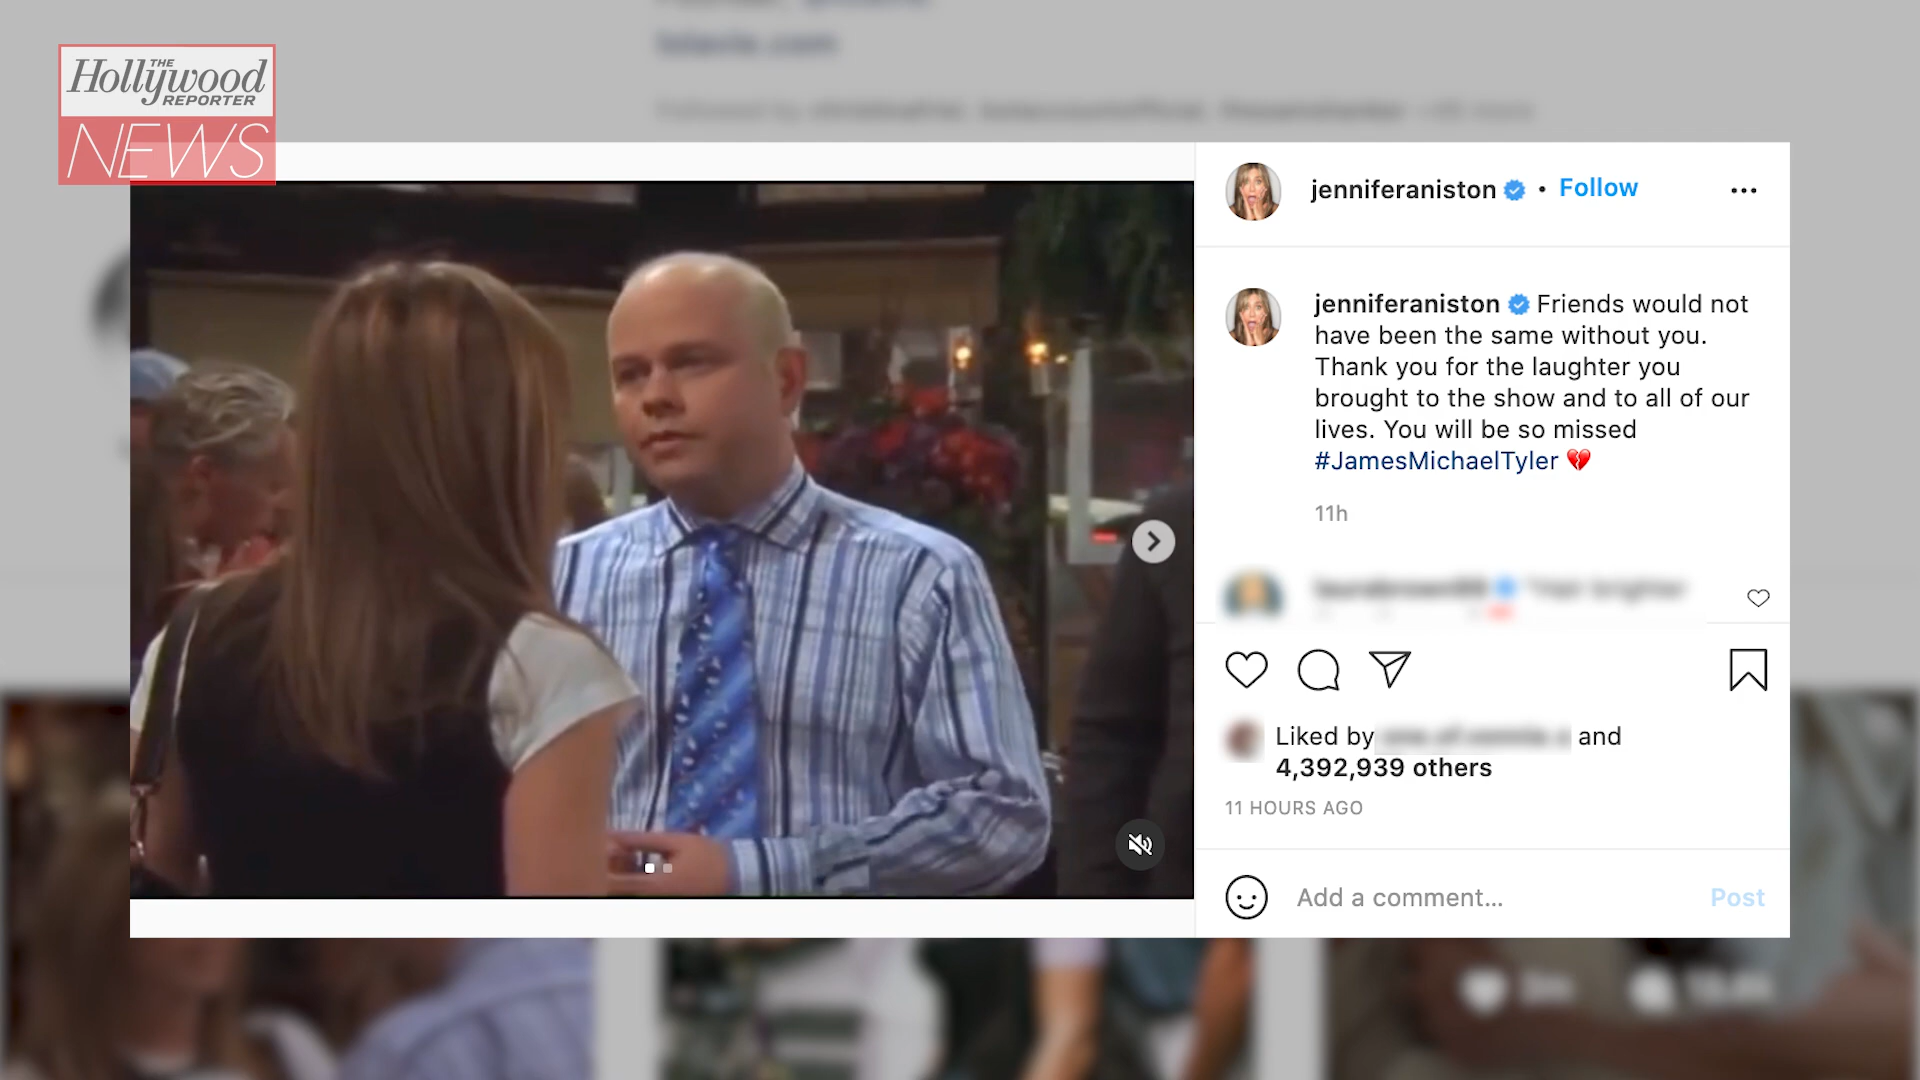 THE
Hollywood
REPORTER
NEWS
jenniferaniston • Follow
jenniferaniston Friends would not
have been the same without you.
Thank you for the laughter you
brought to the show and to all of our
lives. You will be so missed
#JamesMichaelTyler 💔
11h
Liked by and
4,392,939 others
11 HOURS AGO
Add a comment... Post